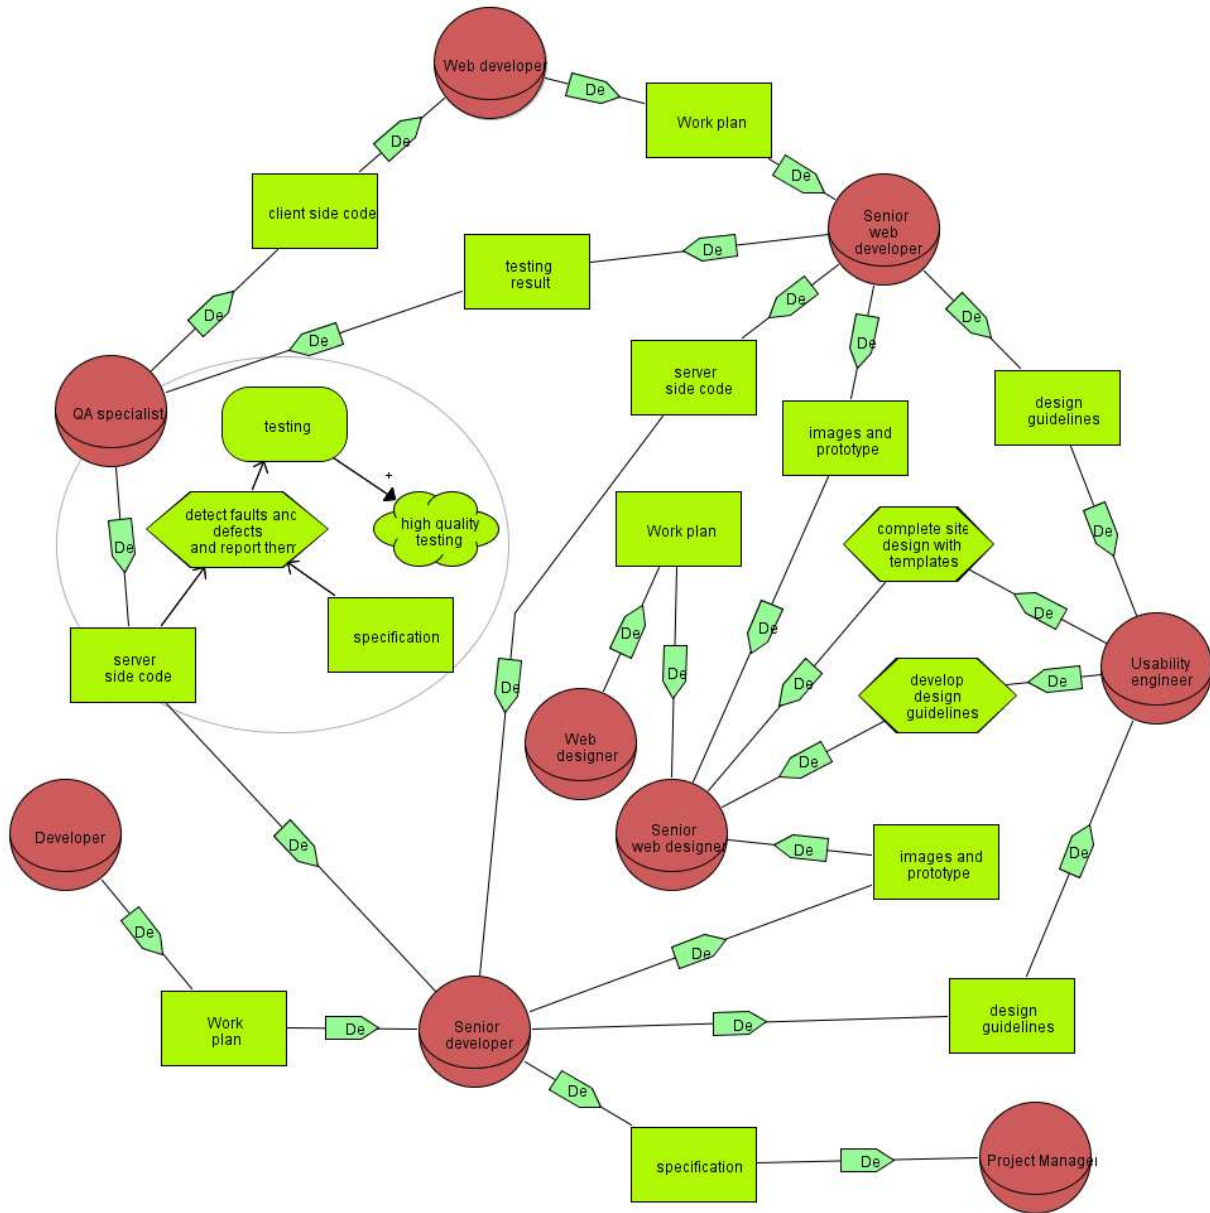 Web developer
De
Work plan
De
De
client side code
Senior
web
developer
De
testing
result
De
De
De
De
De
De
server
side code
QA specialist
design
guidelines
testing
images and
prototype
+
detect faults and
defects
and report them
high quality
testing
Work plan
complete site
design with
templates
De
De
De
De
De
specification
server
side code
De
De
De
De
Usability
engineer
develop
design
guidelines
Web
designer
De
Developer
Senior
web designer
De
De
images and
prototype
De
De
De
Work
plan
De
Senior
developer
De
design
guidelines
De
specification
De
Project Manager